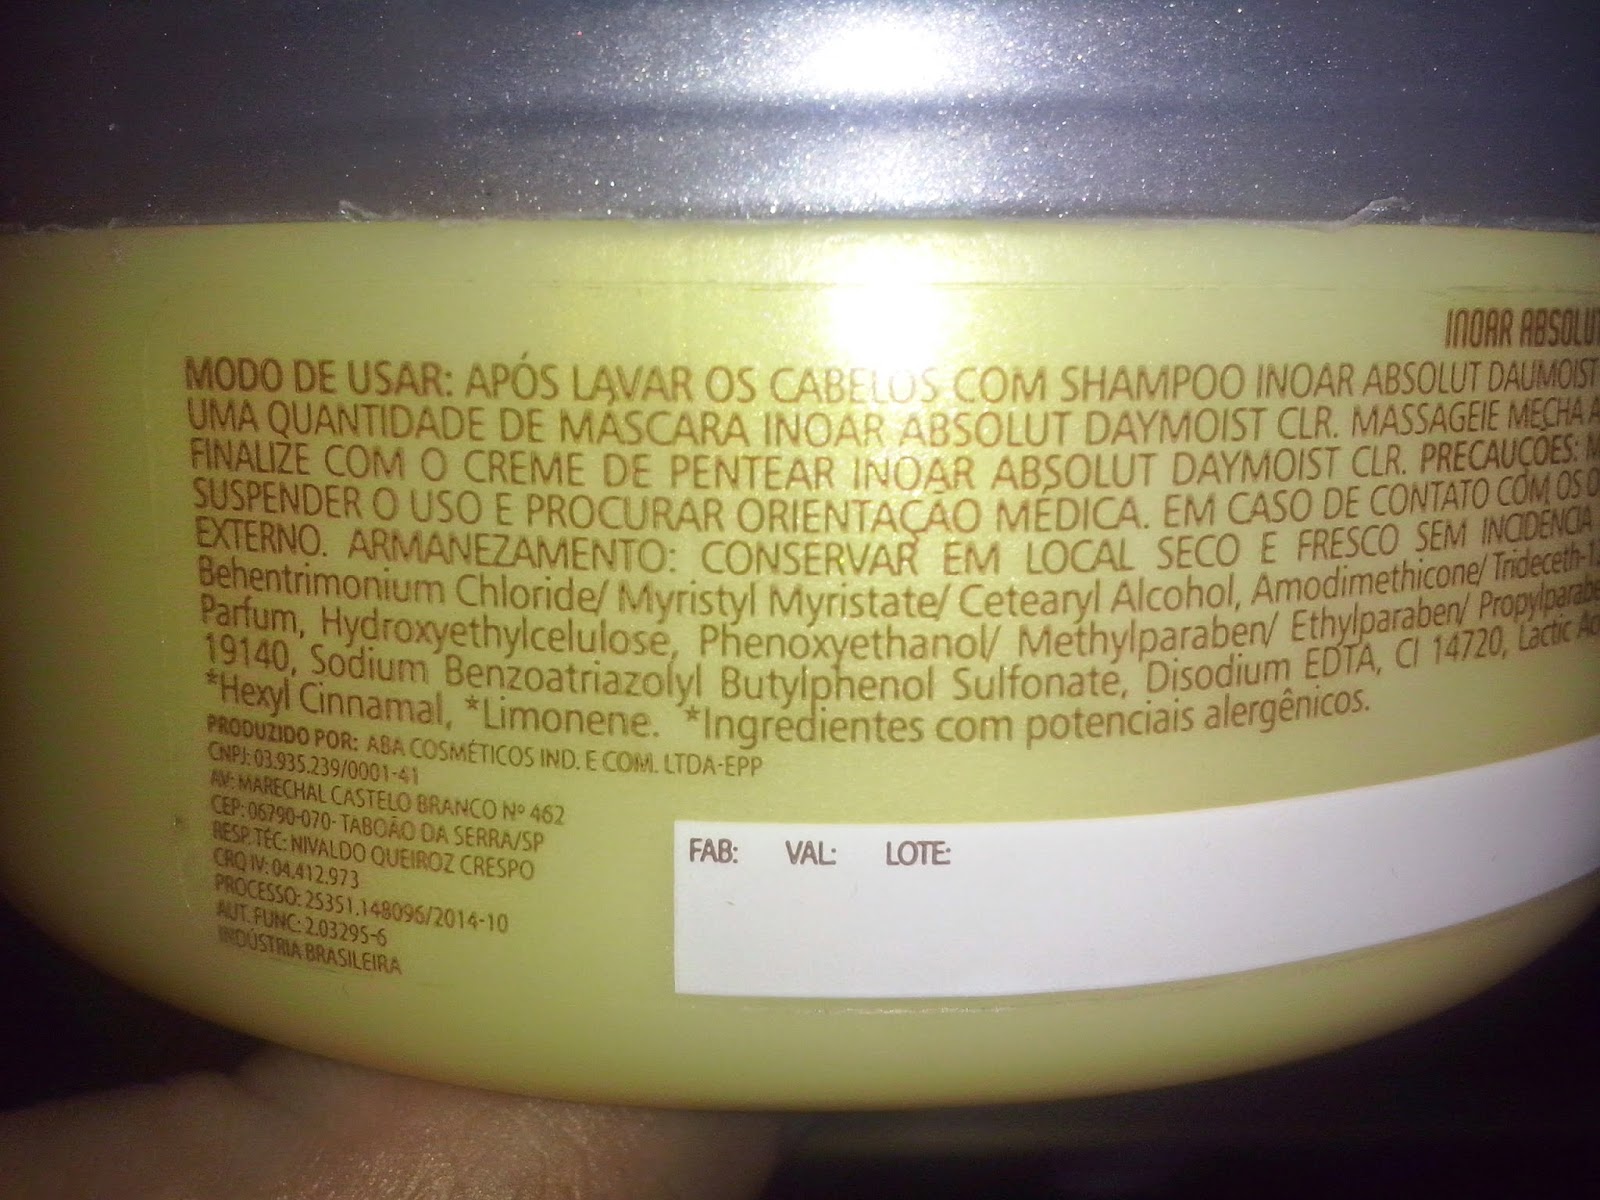 INOAR ABSOLUT
MODO DE USAR: APÓS LAVAR OS CABELOS COM SHAMPOO INOAR ABSOLUT DAUMOIST
UMA QUANTIDADE DE MÁSCARA INOAR ABSOLUT DAYMOIST CLR. MASSAGEIE MECHA A
FINALIZE COM O CREME DE PENTEAR INOAR ABSOLUT DAYMOIST CLR. PRECAUÇÕES:
SUSPENDER O USO E PROCURAR ORIENTAÇÃO MÉDICA. EM CASO DE CONTATO COM OS
EXTERNO. ARMANEZAMENTO: CONSERVAR EM LOCAL SECO E FRESCO SEM INCIDENCIA
Behentrimonium Chloride/ Myristyl Myristate/ Cetearyl Alcohol, Amodimethicone/ Trideceth-12
Parfum, Hydroxyethylcelulose, Phenoxyethanol/ Methylparaben/ Ethylparaben/ Propylparabe
19140, Sodium Benzoatriazolyl Butylphenol Sulfonate, Disodium EDTA, CI 14720, Lactic Ac
*Hexyl Cinnamal, *Limonene. *Ingredientes com potenciais alergênicos.
PRODUZIDO POR: ABA COSMÉTICOS IND. E COM. LTDA-EPP
CNPJ: 03.935.239/0001-41
AV: MARECHAL CASTELO BRANCO Nº 462
CEP: 06790-070- TABOÃO DA SERRA/SP
RESP. TÉC: NIVALDO QUEIROZ CRESPO
CRQ IV: 04.412.973
PROCESSO: 25351.148096/2014-10
AUT. FUNC: 2.03295-6
INDÚSTRIA BRASILEIRA
FAB: VAL: LOTE: